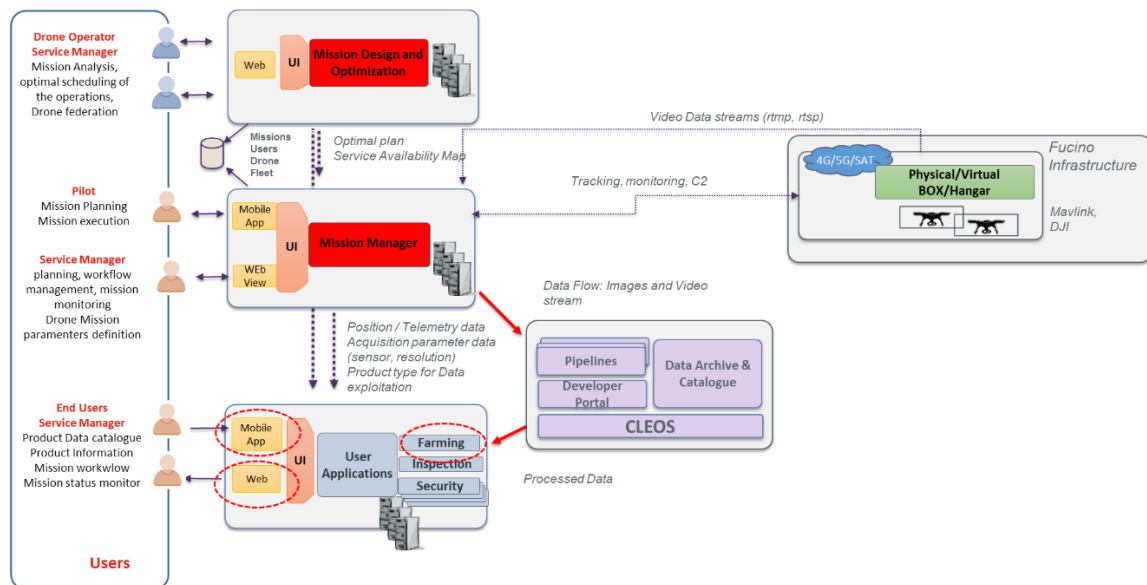 Drone Operator
Service Manager
Mission Analysis,
optimal scheduling of
the operations,
Drone federation
Web
UI
Mission Design and
Optimization
Missions
Users
Drone
Fleet
Optimal plan
Service Availability Map
Video Data streams (rtmp, rtsp)
4G/5G/SAT
Fucino
Infrastructure
Physical/Virtual
BOX/Hangar
Mavlink,
DJI
Tracking, monitoring, C2
Pilot
Mission Planning
Mission execution
Mobile
App
UI
Mission Manager
WEb
View
Service Manager
planning, workflow
management, mission
monitoring
Drone Mission
paramenters definition
Data Flow: Images and Video
stream
Position / Telemetry data
Acquisition parameter data
(sensor, resolution)
Product type for Data
exploitation
Pipelines
Developer
Portal
Data Archive &
Catalogue
CLEOS
End Users
Service Manager
Product Data catalogue
Product Information
Mission workwlow
Mission status monitor
Mobile
App
Web
UI
User
Applications
Farming
Inspection
Security
Processed Data
Users